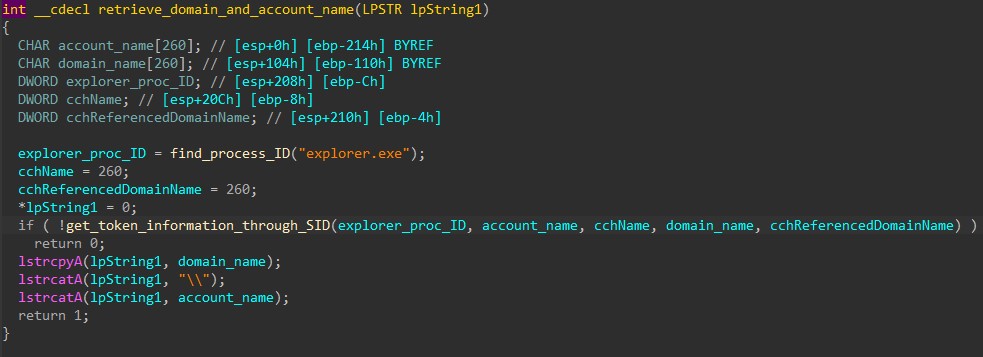 int __cdecl retrieve_domain_and_account_name(LPSTR lpString1)
{
  CHAR account_name[260]; // [esp+0h] [ebp-214h] BYREF
  CHAR domain_name[260]; // [esp+104h] [ebp-110h] BYREF
  DWORD explorer_proc_ID; // [esp+208h] [ebp-Ch]
  DWORD cchName; // [esp+20Ch] [ebp-8h]
  DWORD cchReferencedDomainName; // [esp+210h] [ebp-4h]

  explorer_proc_ID = find_process_ID("explorer.exe");
  cchName = 260;
  cchReferencedDomainName = 260;
  *lpString1 = 0;
  if ( !get_token_information_through_SID(explorer_proc_ID, account_name, cchName, domain_name, cchReferencedDomainName) )
    return 0;
  lstrcpyA(lpString1, domain_name);
  lstrcatA(lpString1, "\\");
  lstrcatA(lpString1, account_name);
  return 1;
}